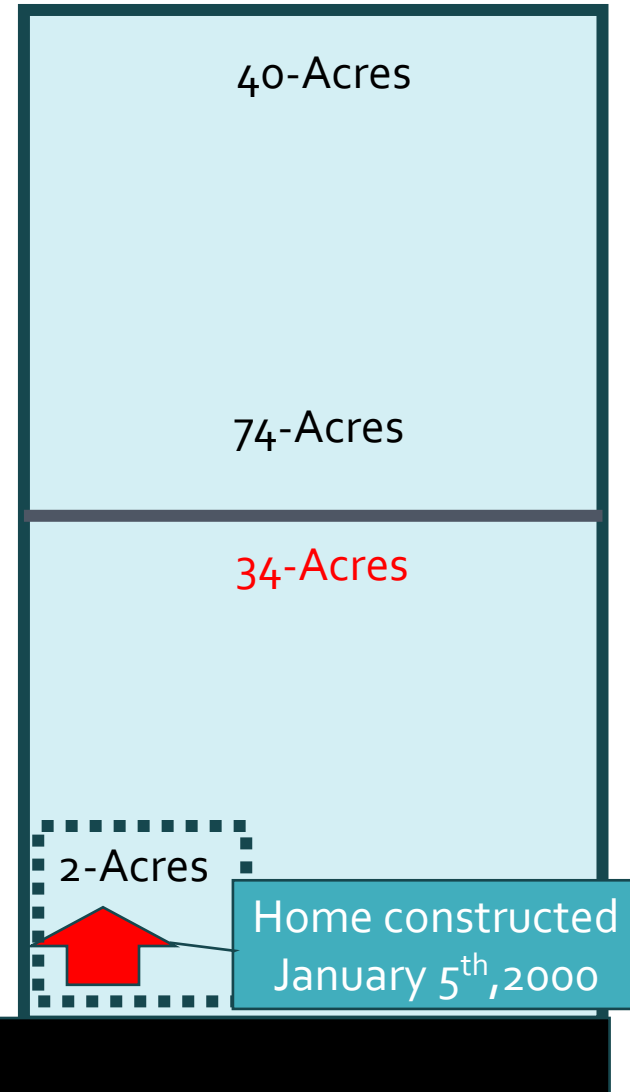 40-Acres
74-Acres
34-Acres
2-Acres
Home constructed
January 5th,2000